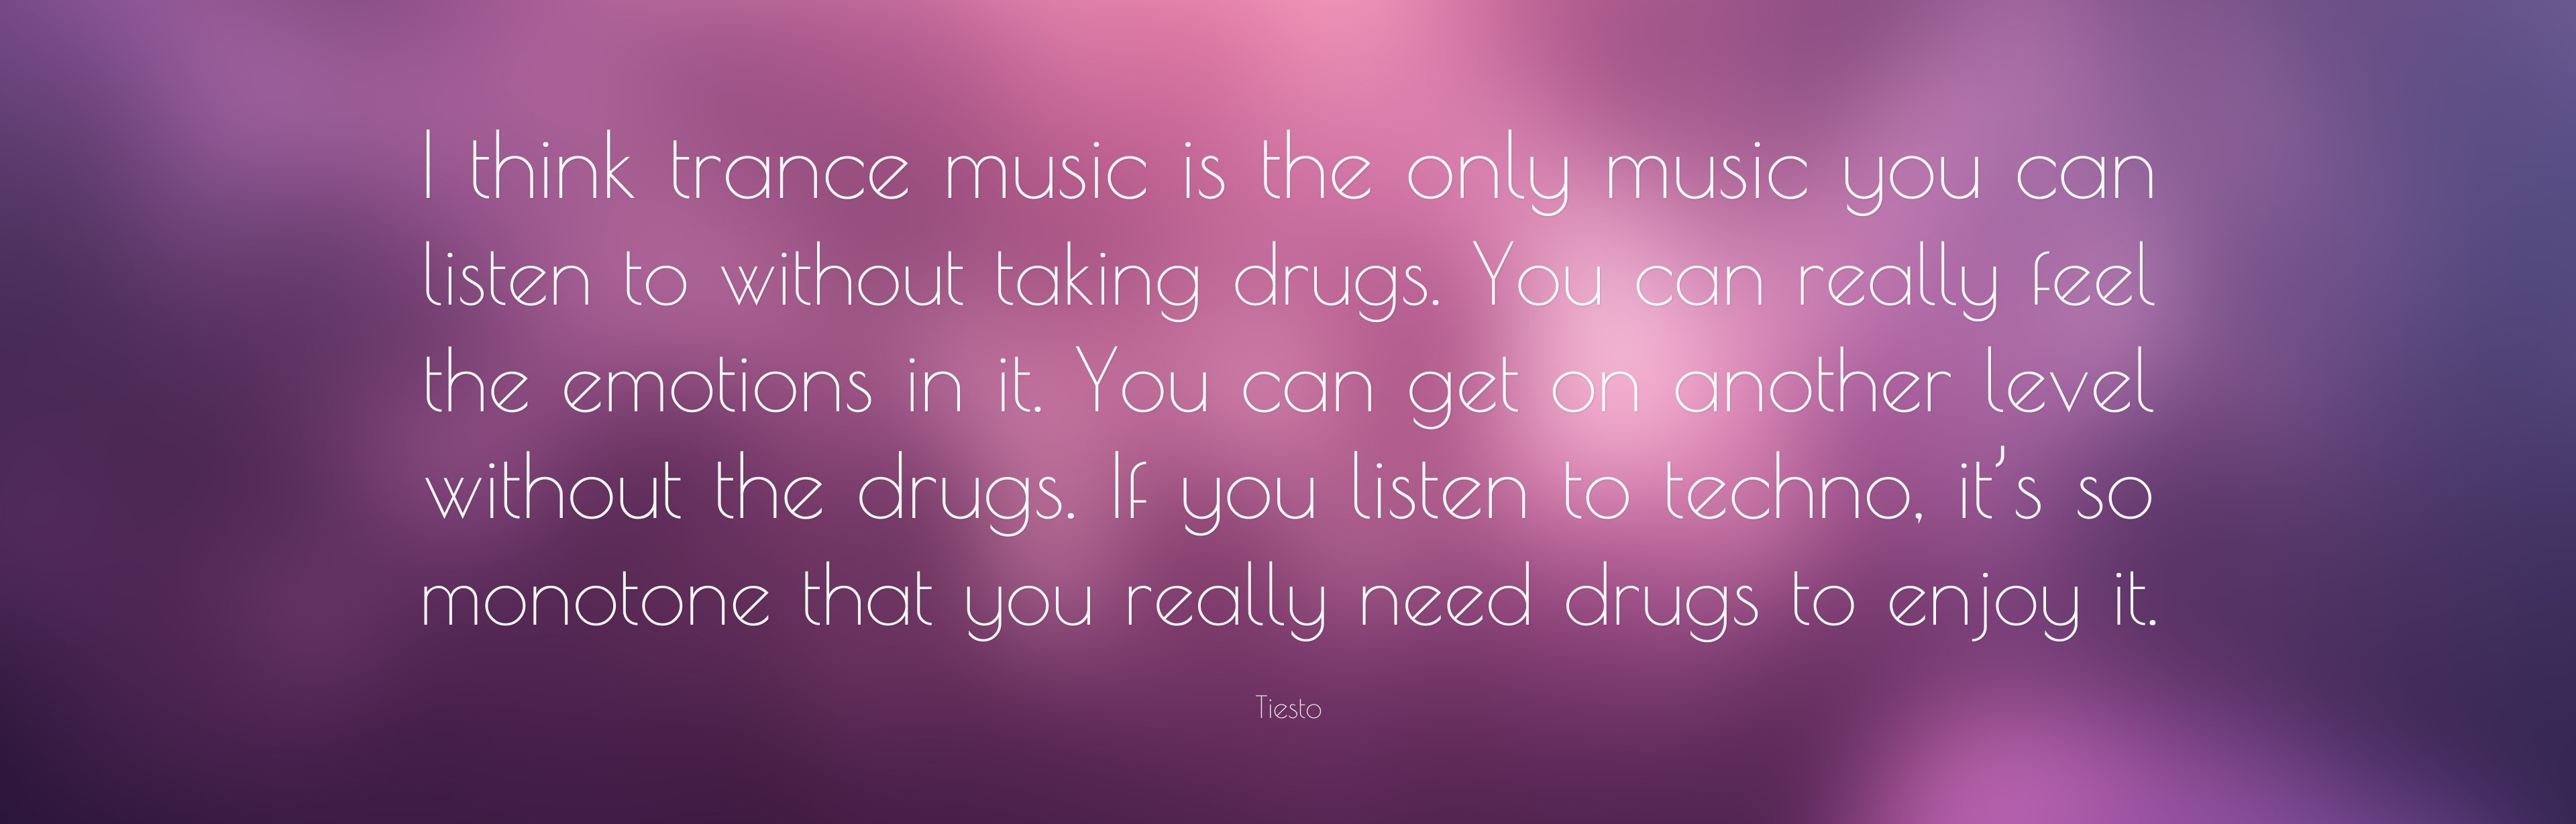 I think trance music is the only music you can
listen to without taking drugs. You can really feel
the emotions in it. You can get on another level
without the drugs. If you listen to techno, it's so
monotone that you really need drugs to enjoy it.
Tiesto